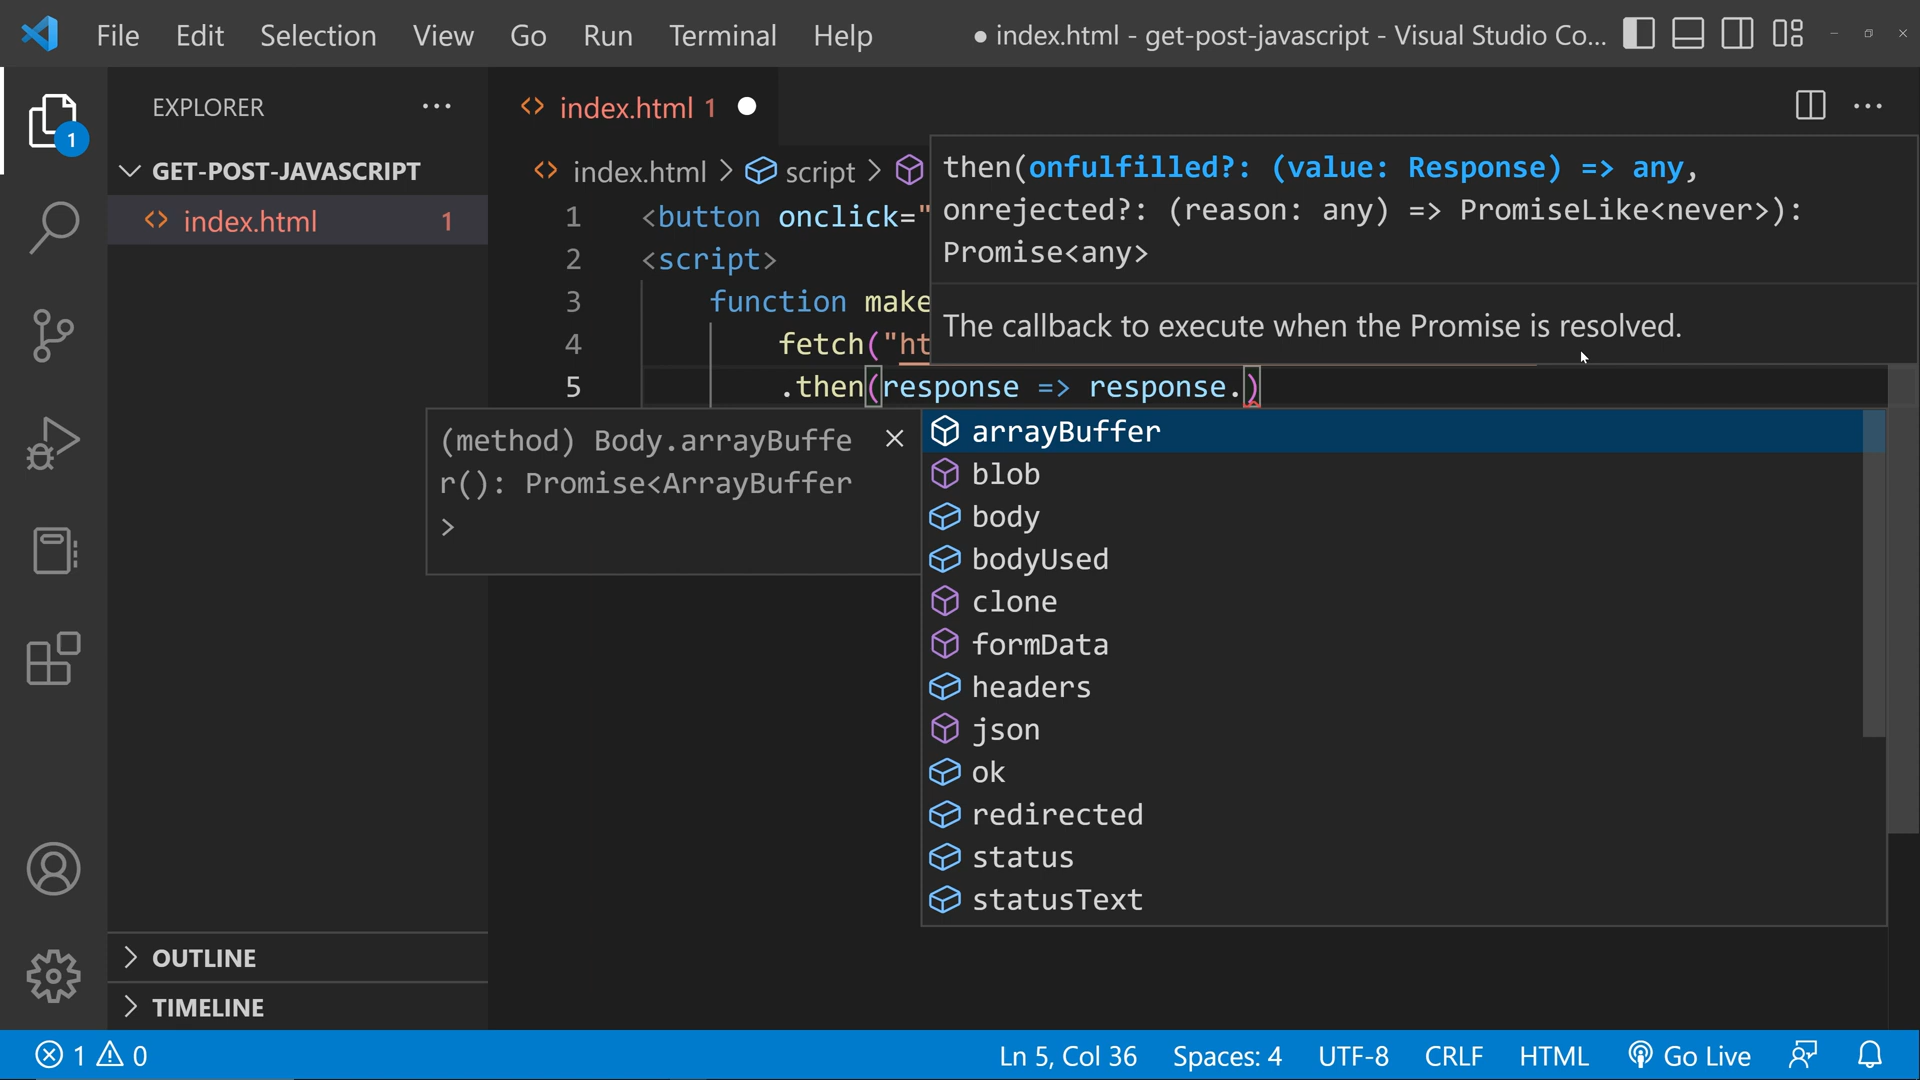 File Edit Selection View Go Run Terminal Help ● index.html - get-post-javascript - Visual Studio Co...
1
EXPLORER ...
GET-POST-JAVASCRIPT
<> index.html 1
OUTLINE
TIMELINE
<> index.html 1 ●
<> index.html > script >
1 <button onclick="
2 <script>
3 function make
4 fetch("ht
5 .then(response => response.)
then(onfulfilled?: (value: Response) => any,
onrejected?: (reason: any) => PromiseLike<never>):
Promise<any>
The callback to execute when the Promise is resolved.
(method) Body.arrayBuffe
r(): Promise<ArrayBuffer
>
arrayBuffer
blob
body
bodyUsed
clone
formData
headers
json
ok
redirected
status
statusText
1 0 Ln 5, Col 36 Spaces: 4 UTF-8 CRLF HTML Go Live